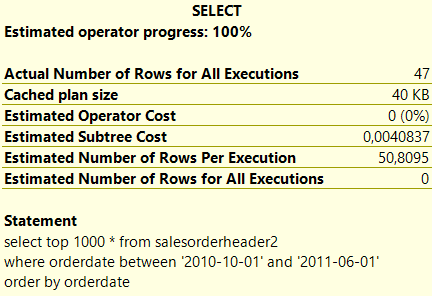 SELECT
Estimated operator progress: 100%
Actual Number of Rows for All Executions 47
Cached plan size 40 KB
Estimated Operator Cost 0 (0%)
Estimated Subtree Cost 0,0040837
Estimated Number of Rows Per Execution 50,8095
Estimated Number of Rows for All Executions 0
Statement
select top 1000 * from salesorderheader2
where orderdate between '2010-10-01' and '2011-06-01'
order by orderdate